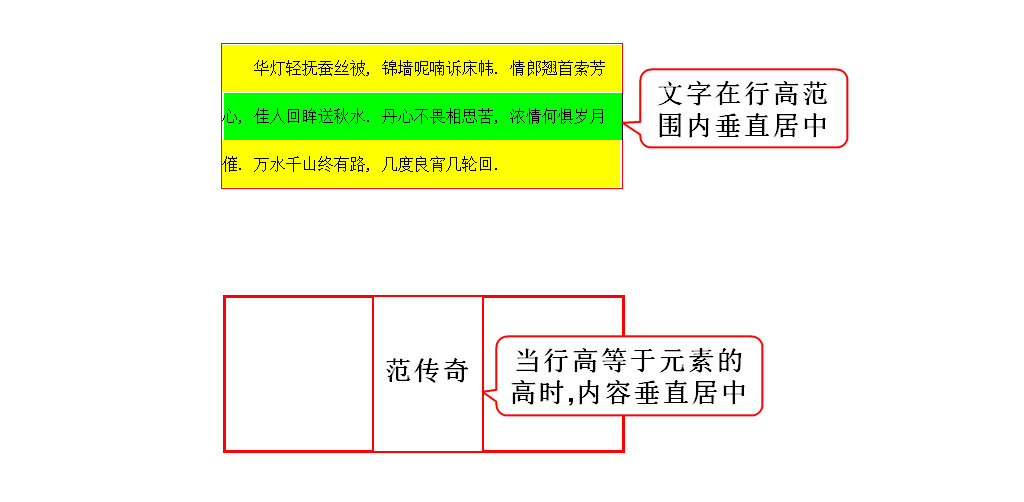 华灯轻抚蚕丝被, 锦墙呢喃诉床帏. 情郎翘首索芳
心, 佳人回眸送秋水. 丹心不畏相思苦, 浓情何惧岁月
催. 万水千山终有路, 几度良宵几轮回.
文字在行高范
围内垂直居中
范传奇
当行高等于元素的
高时,内容垂直居中